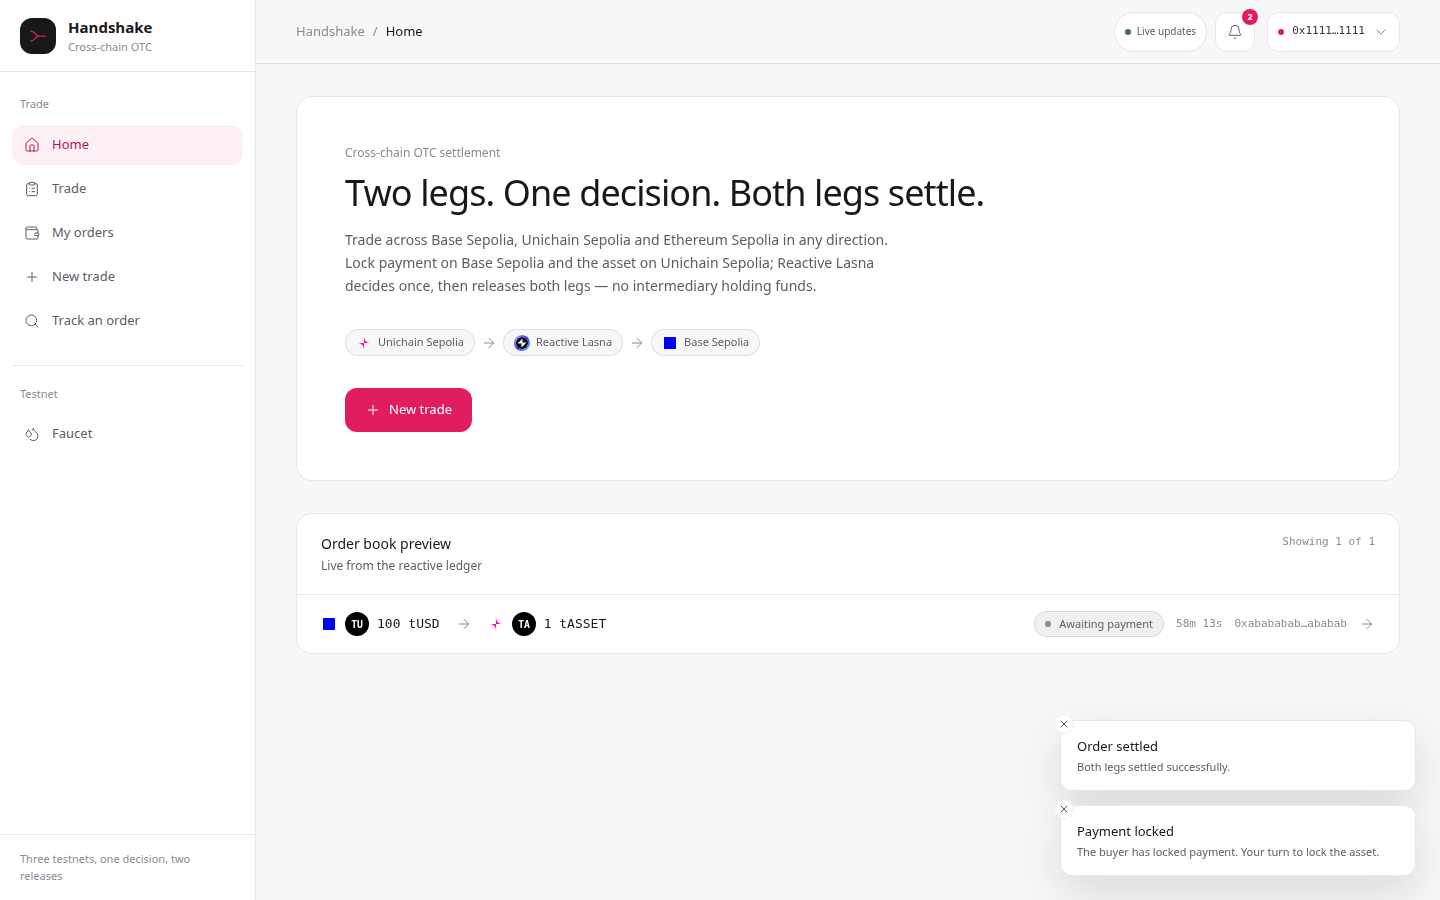 Handshake
Cross-chain OTC
Trade
Home
Trade
My orders
New trade
Track an order
Testnet
Faucet
Three testnets, one decision, two
releases
Handshake / Home
Live updates
2
0x1111…1111
Cross-chain OTC settlement
Two legs. One decision. Both legs settle.
Trade across Base Sepolia, Unichain Sepolia and Ethereum Sepolia in any direction.
Lock payment on Base Sepolia and the asset on Unichain Sepolia; Reactive Lasna
decides once, then releases both legs — no intermediary holding funds.
Unichain Sepolia
Reactive Lasna
Base Sepolia
New trade
Order book preview
Live from the reactive ledger
Showing 1 of 1
TU 100 tUSD
TA 1 tASSET
Awaiting payment
58m 13s
0xabababab…ababab
Order settled
Both legs settled successfully.
Payment locked
The buyer has locked payment. Your turn to lock the asset.